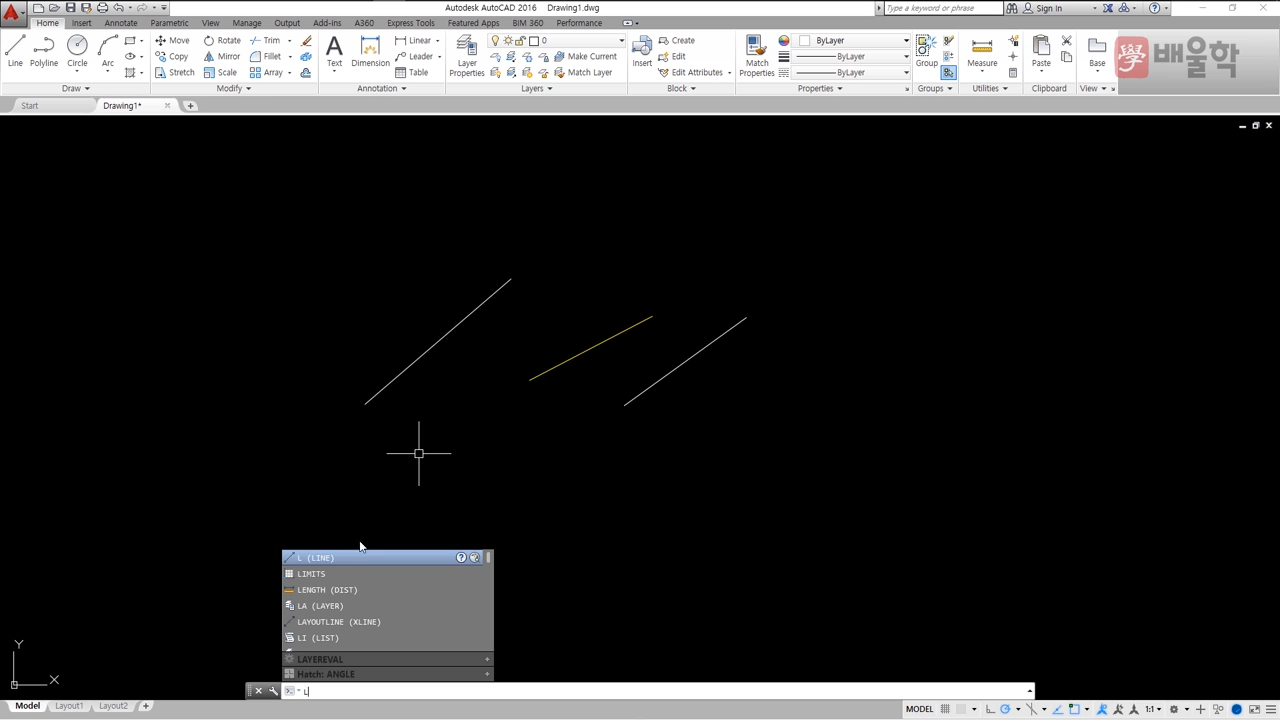 Autodesk AutoCAD 2016 Drawing1.dwg
Type a keyword or phrase
Sign In
Home Insert Annotate Parametric View Manage Output Add-ins A360 Express Tools Featured Apps BIM 360 Performance
Line Polyline Circle Arc
Move Rotate Trim
Copy Mirror Fillet
Stretch Scale Array
Text Dimension
Linear
Leader
Table
Layer Properties
0
Make Current
Match Layer
Insert
Create
Edit
Edit Attributes
Match Properties
ByLayer
ByLayer
ByLayer
Group
Measure
Paste
Base
學 배울학
Draw Modify Annotation Layers Block Properties Groups Utilities Clipboard View
Start Drawing1*
L (LINE)
LIMITS
LENGTH (DIST)
LA (LAYER)
LAYOUTLINE (XLINE)
LI (LIST)
LAYEREVAL
Hatch: ANGLE
L
Y
X
Model Layout1 Layout2
MODEL
1:1